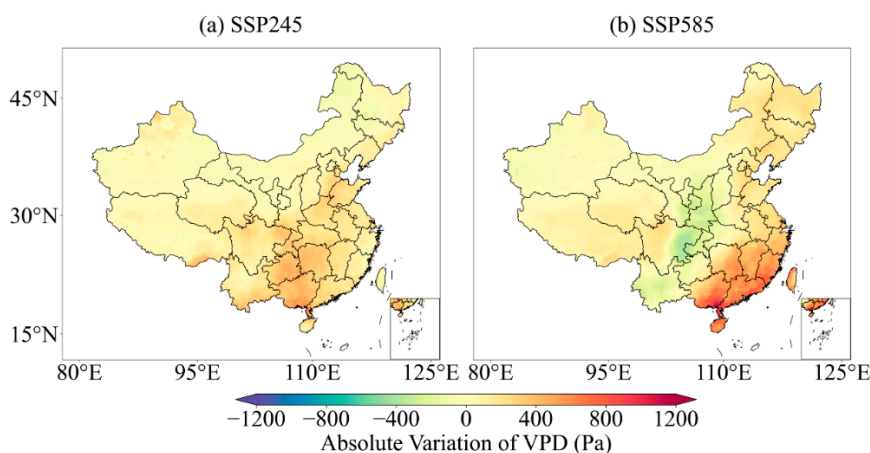 (a) SSP245
(b) SSP585
45°N
30°N
15°N
80°E 95°E 110°E 125°E
80°E 95°E 110°E 125°E
−1200 −800 −400 0 400 800 1200
Absolute Variation of VPD (Pa)